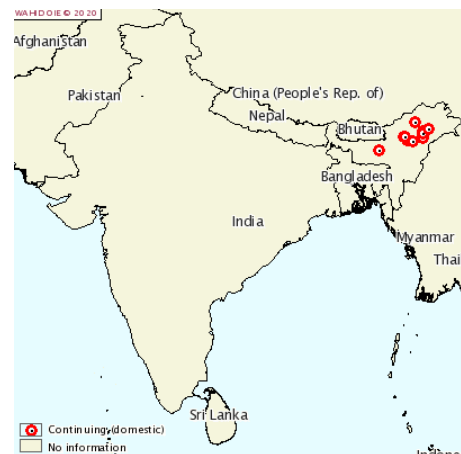 WAHID OIE © 2020
Afghanistan
China (People's Rep. of)
Pakistan
Nepal
Bhutan
Bangladesh
India
Myanmar
Thai
Sri Lanka
Continuing (domestic)
No information